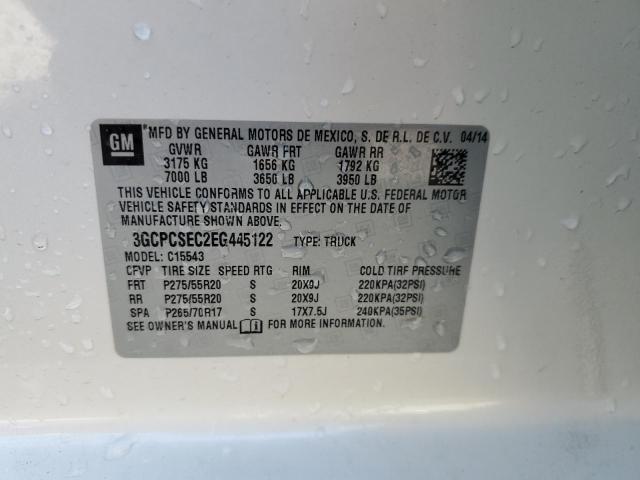 GM
MFD BY GENERAL MOTORS DE MEXICO, S. DE R.L. DE C.V. 04/14
GVWR GAWR FRT GAWR RR
3175 KG 1656 KG 1792 KG
7000 LB 3650 LB 3950 LB
THIS VEHICLE CONFORMS TO ALL APPLICABLE U.S. FEDERAL MOTOR
VEHICLE SAFETY STANDARDS IN EFFECT ON THE DATE OF
MANUFACTURE SHOWN ABOVE.
3GCPCSEC2EG445122 TYPE: TRUCK
MODEL: C15543
CFVP TIRE SIZE SPEED RTG RIM COLD TIRE PRESSURE
FRT P275/55R20 S 20X9J 220KPA(32PSI)
RR P275/55R20 S 20X9J 220KPA(32PSI)
SPA P265/70R17 S 17X7.5J 240KPA(35PSI)
SEE OWNER'S MANUAL FOR MORE INFORMATION.